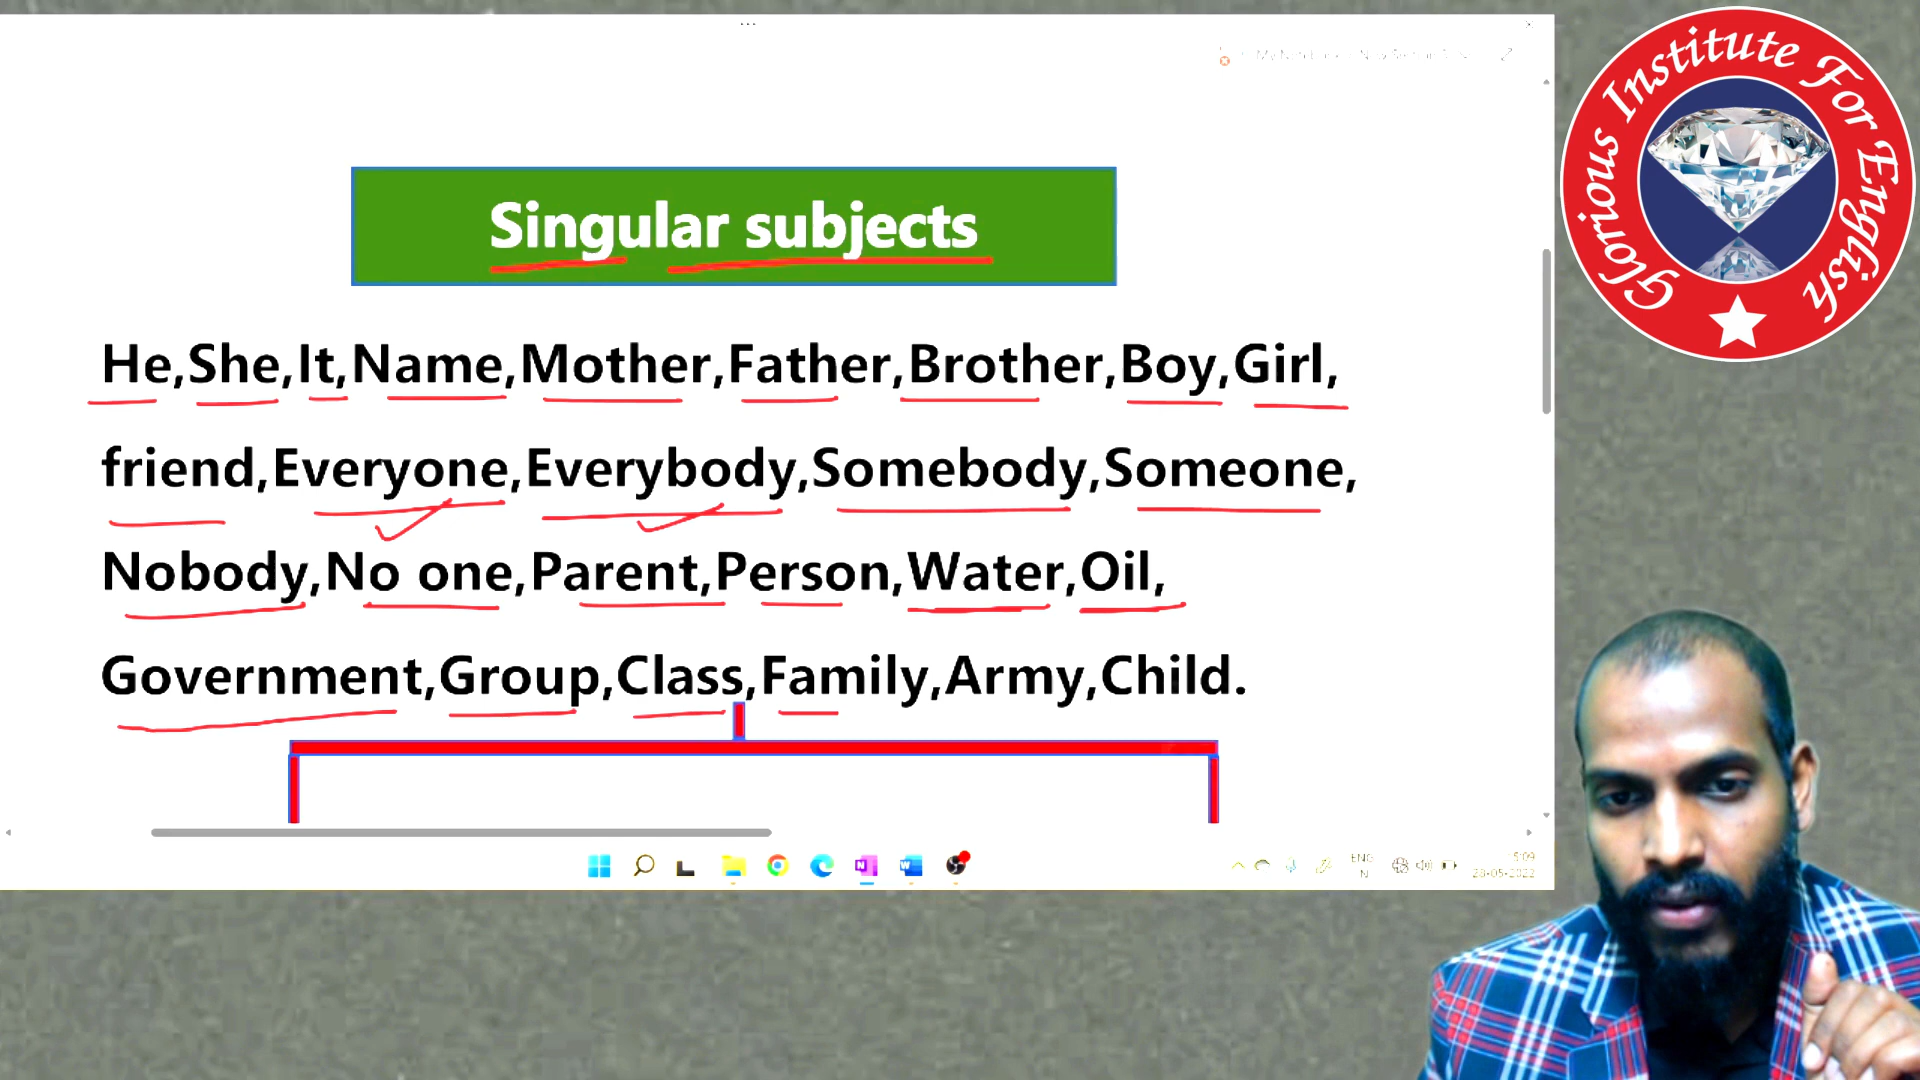 Glorious Institute For English
Singular subjects
He,She,It,Name,Mother,Father,Brother,Boy,Girl,
friend,Everyone,Everybody,Somebody,Someone,
Nobody,No one,Parent,Person,Water,Oil,
Government,Group,Class,Family,Army,Child.
ENG